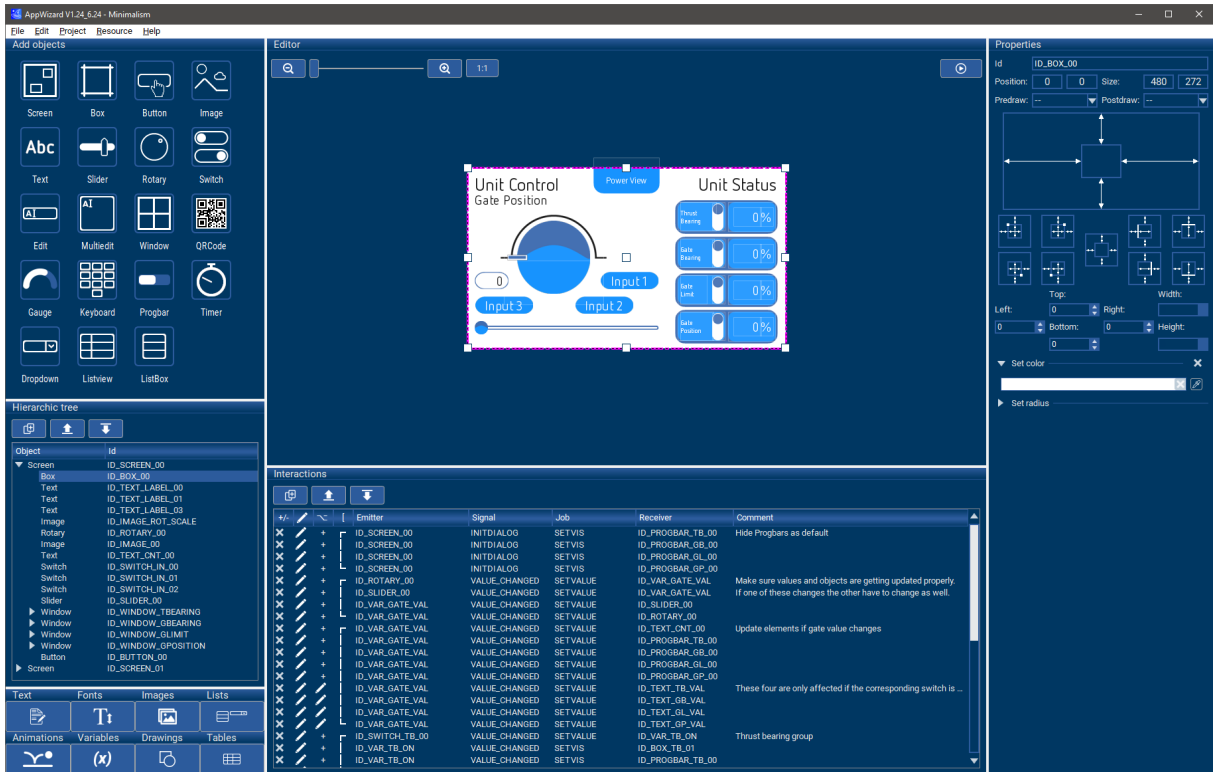 AppWizard V1.24_6.24 - Minimalism
File Edit Project Resource Help
Add objects
Screen Box Button Image
Abc
Text Slider Rotary Switch
Edit Multiedit Window QRCode
Gauge Keyboard Progbar Timer
Dropdown Listview ListBox
Hierarchic tree
Object Id
Screen ID_SCREEN_00
Box ID_BOX_00
Text ID_TEXT_LABEL_00
Text ID_TEXT_LABEL_01
Text ID_TEXT_LABEL_03
Image ID_IMAGE_ROT_SCALE
Rotary ID_ROTARY_00
Image ID_IMAGE_00
Text ID_TEXT_CNT_00
Switch ID_SWITCH_IN_00
Switch ID_SWITCH_IN_01
Switch ID_SWITCH_IN_02
Slider ID_SLIDER_00
Window ID_WINDOW_TBEARING
Window ID_WINDOW_GBEARING
Window ID_WINDOW_GLIMIT
Window ID_WINDOW_GPOSITION
Button ID_BUTTON_00
Screen ID_SCREEN_01
Text Fonts Images Lists
Animations Variables Drawings Tables
(x)
Editor
1:1
Unit Control
Gate Position
Power View
Unit Status
Thrust
Bearing
0%
Gate
Bearing
0%
Gate
Limit
0%
Gate
Position
0%
0
Input 1
Input 3
Input 2
Interactions
+/- Emitter Signal Job Receiver Comment
+ ID_SCREEN_00 INITDIALOG SETVIS ID_PROGBAR_TB_00 Hide Progbars as default
+ ID_SCREEN_00 INITDIALOG SETVIS ID_PROGBAR_GB_00
+ ID_SCREEN_00 INITDIALOG SETVIS ID_PROGBAR_GL_00
+ ID_SCREEN_00 INITDIALOG SETVIS ID_PROGBAR_GP_00
+ ID_ROTARY_00 VALUE_CHANGED SETVALUE ID_VAR_GATE_VAL Make sure values and objects are getting updated properly.
+ ID_SLIDER_00 VALUE_CHANGED SETVALUE ID_VAR_GATE_VAL If one of these changes the other have to change as well.
+ ID_VAR_GATE_VAL VALUE_CHANGED SETVALUE ID_SLIDER_00
+ ID_VAR_GATE_VAL VALUE_CHANGED SETVALUE ID_ROTARY_00
+ ID_VAR_GATE_VAL VALUE_CHANGED SETVALUE ID_TEXT_CNT_00 Update elements if gate value changes
+ ID_VAR_GATE_VAL VALUE_CHANGED SETVALUE ID_PROGBAR_TB_00
+ ID_VAR_GATE_VAL VALUE_CHANGED SETVALUE ID_PROGBAR_GB_00
+ ID_VAR_GATE_VAL VALUE_CHANGED SETVALUE ID_PROGBAR_GL_00
+ ID_VAR_GATE_VAL VALUE_CHANGED SETVALUE ID_PROGBAR_GP_00
ID_VAR_GATE_VAL VALUE_CHANGED SETVALUE ID_TEXT_TB_VAL These four are only affected if the corresponding switch is ...
ID_VAR_GATE_VAL VALUE_CHANGED SETVALUE ID_TEXT_GB_VAL
ID_VAR_GATE_VAL VALUE_CHANGED SETVALUE ID_TEXT_GL_VAL
ID_VAR_GATE_VAL VALUE_CHANGED SETVALUE ID_TEXT_GP_VAL
+ ID_SWITCH_TB_00 VALUE_CHANGED SETVALUE ID_VAR_TB_ON Thrust bearing group
+ ID_VAR_TB_ON VALUE_CHANGED SETVIS ID_BOX_TB_01
+ ID_VAR_TB_ON VALUE_CHANGED SETVIS ID_PROGBAR_TB_00
Properties
Id ID_BOX_00
Position: 0 0 Size: 480 272
Predraw: -- Postdraw: --
Top: Width:
Left: 0 Right:
0 Bottom: 0 Height:
0
Set color
Set radius